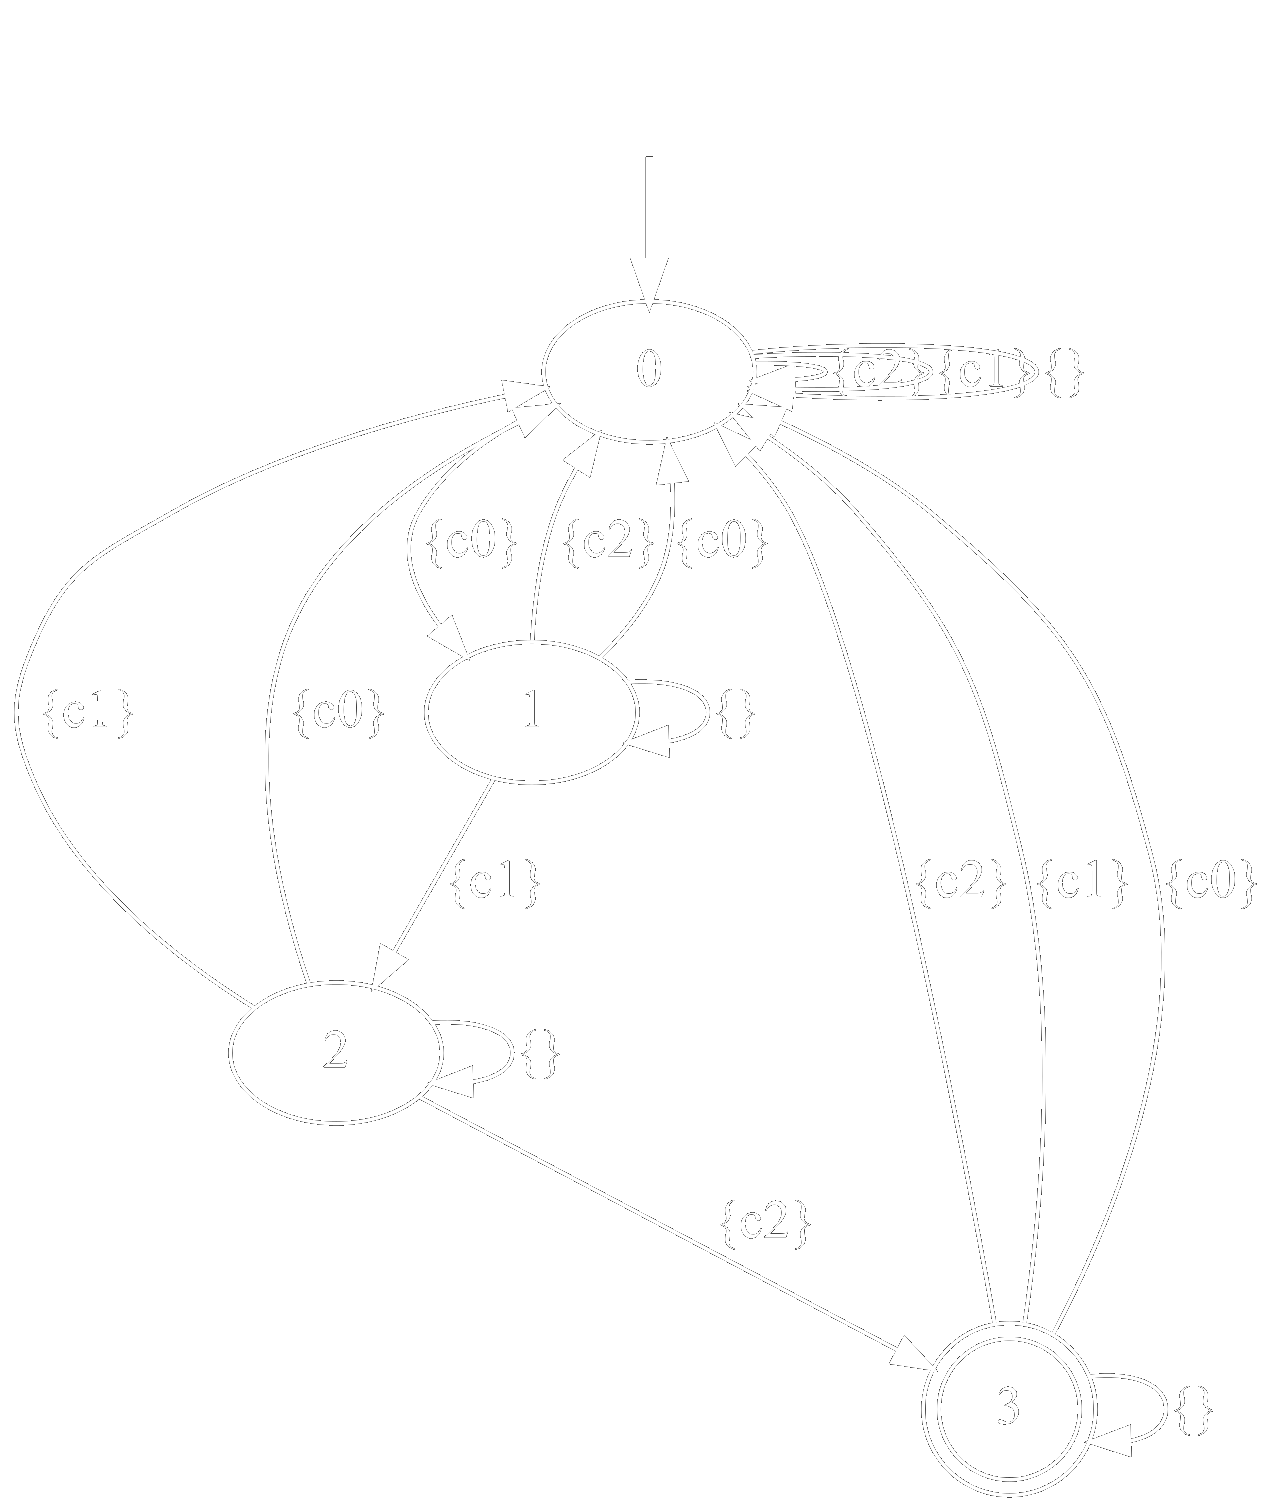 0 {c2} {c1} {}
{c0} {c2} {c0}
{c1} {c0} 1 {}
{c1} {c2} {c1} {c0}
2 {}
{c2}
3 {}